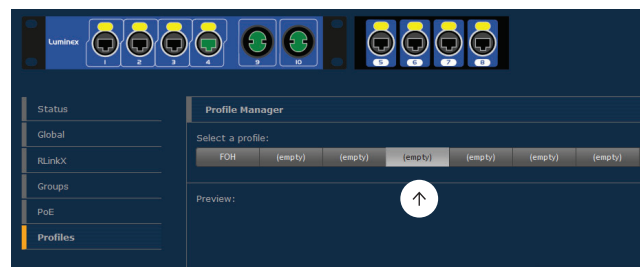 Luminex
1 2 3 4 9 10 5 6 7 8
Status
Global
RLinkX
Groups
PoE
Profiles
Profile Manager
Select a profile:
FOH (empty) (empty) (empty) (empty) (empty) (empty)
Preview: